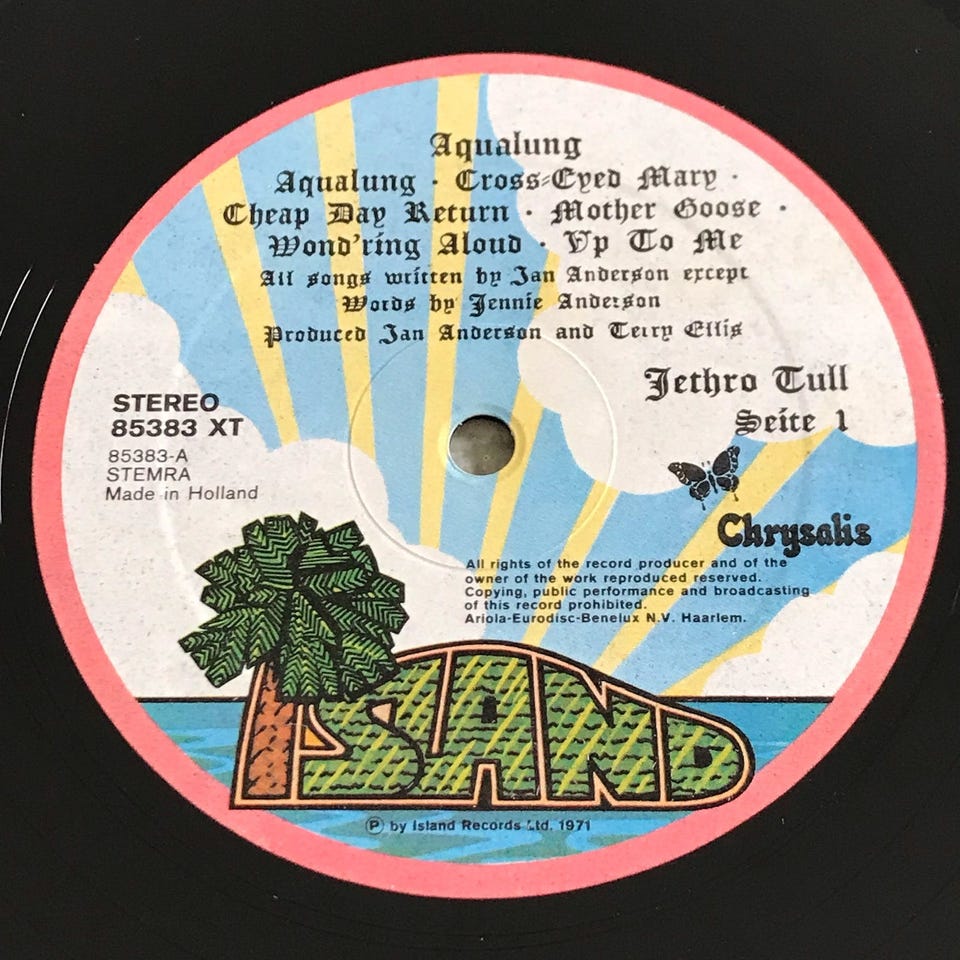 Aqualung
Aqualung · Cross-Eyed Mary ·
Cheap Day Return · Mother Goose ·
Wond'ring Aloud · Up To Me
All songs written by Ian Anderson except
Words by Jennie Anderson
Produced Ian Anderson and Terry Ellis
Jethro Tull
Seite 1
STEREO
85383 XT
85383-A
STEMRA
Made in Holland
Chrysalis
All rights of the record producer and of the
owner of the work reproduced reserved.
Copying, public performance and broadcasting
of this record prohibited.
Ariola-Eurodisc-Benelux N.V. Haarlem.
ISLAND
℗ by Island Records Ltd. 1971